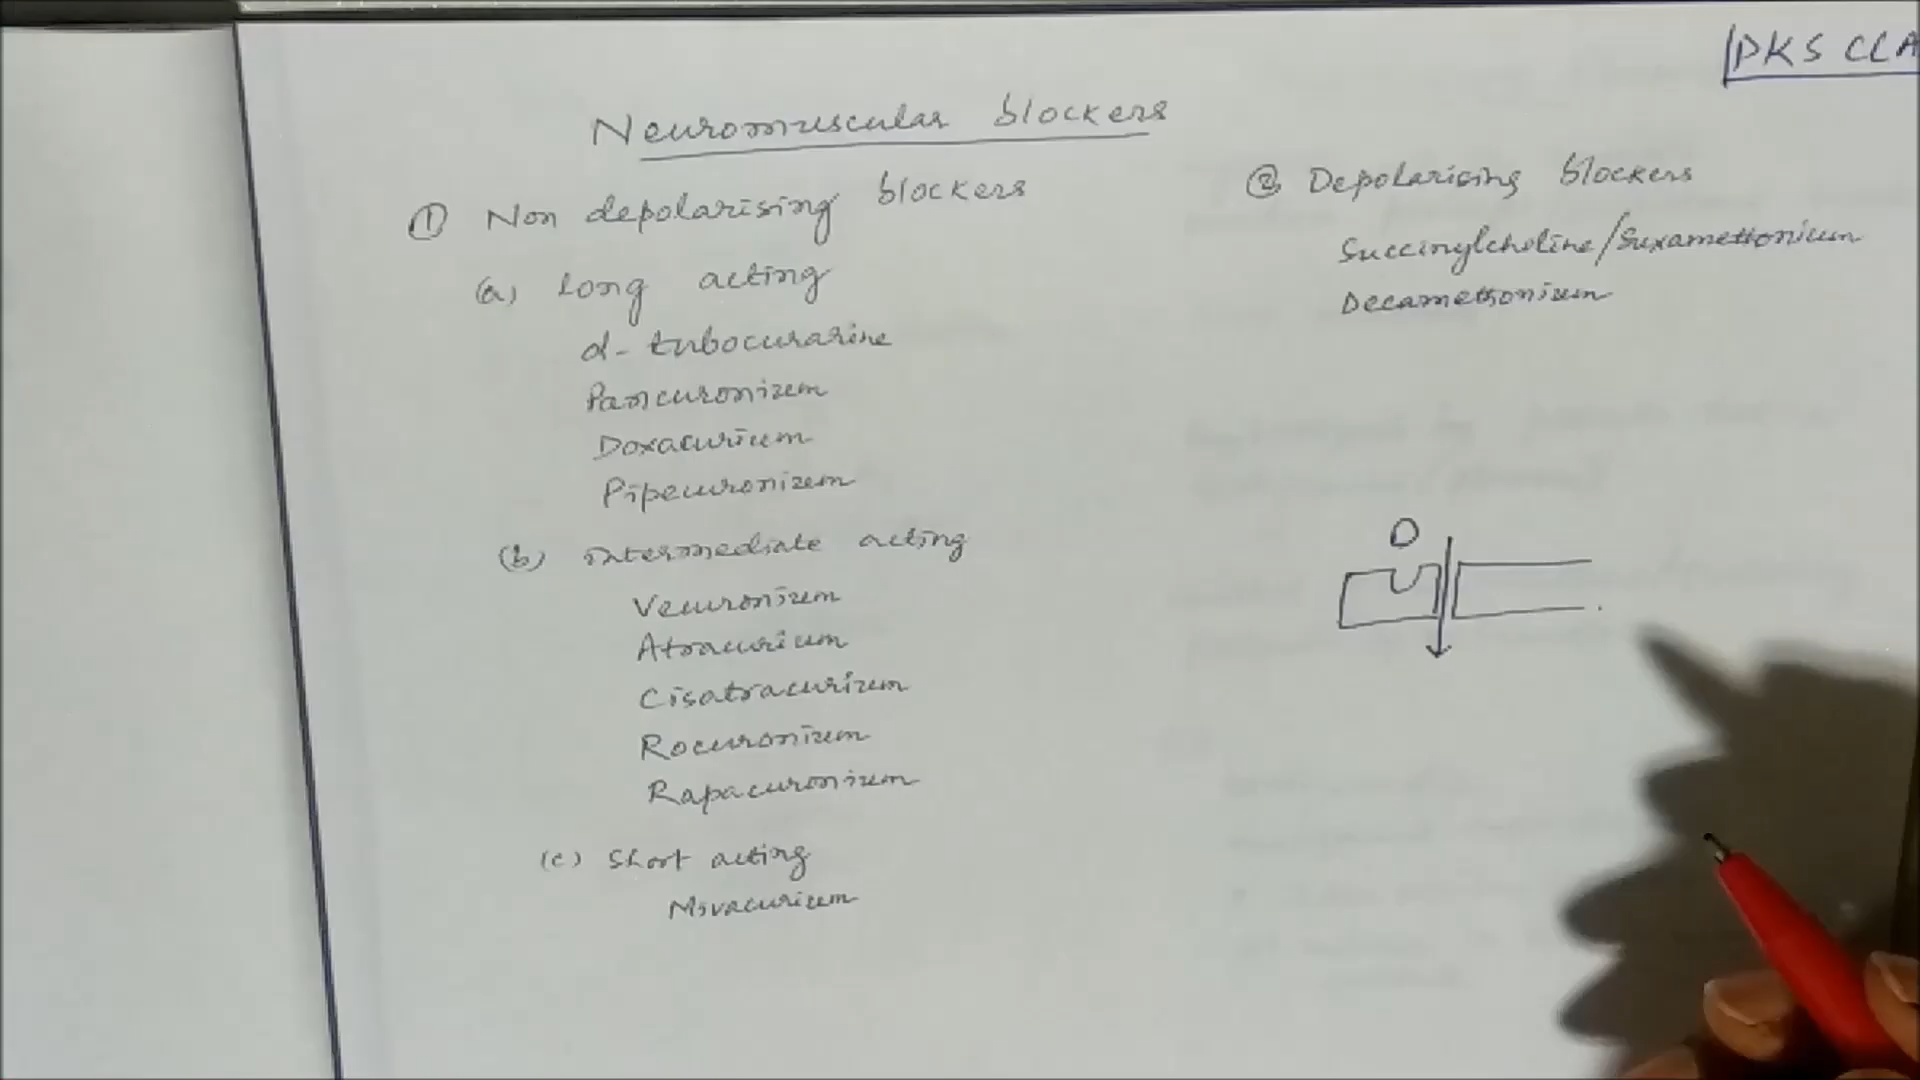 PKS CLA
Neuromuscular blockers
① Non depolarising blockers
(a) Long acting
d-tubocurarine
Pancuronium
Doxacurium
Pipecuronium
(b) intermediate acting
Vecuronium
Atracurium
Cisatracurium
Rocuronium
Rapacuronium
(c) Short acting
Mivacurium
② Depolarising blockers
Succinylcholine/Suxamethonium
Decamethonium